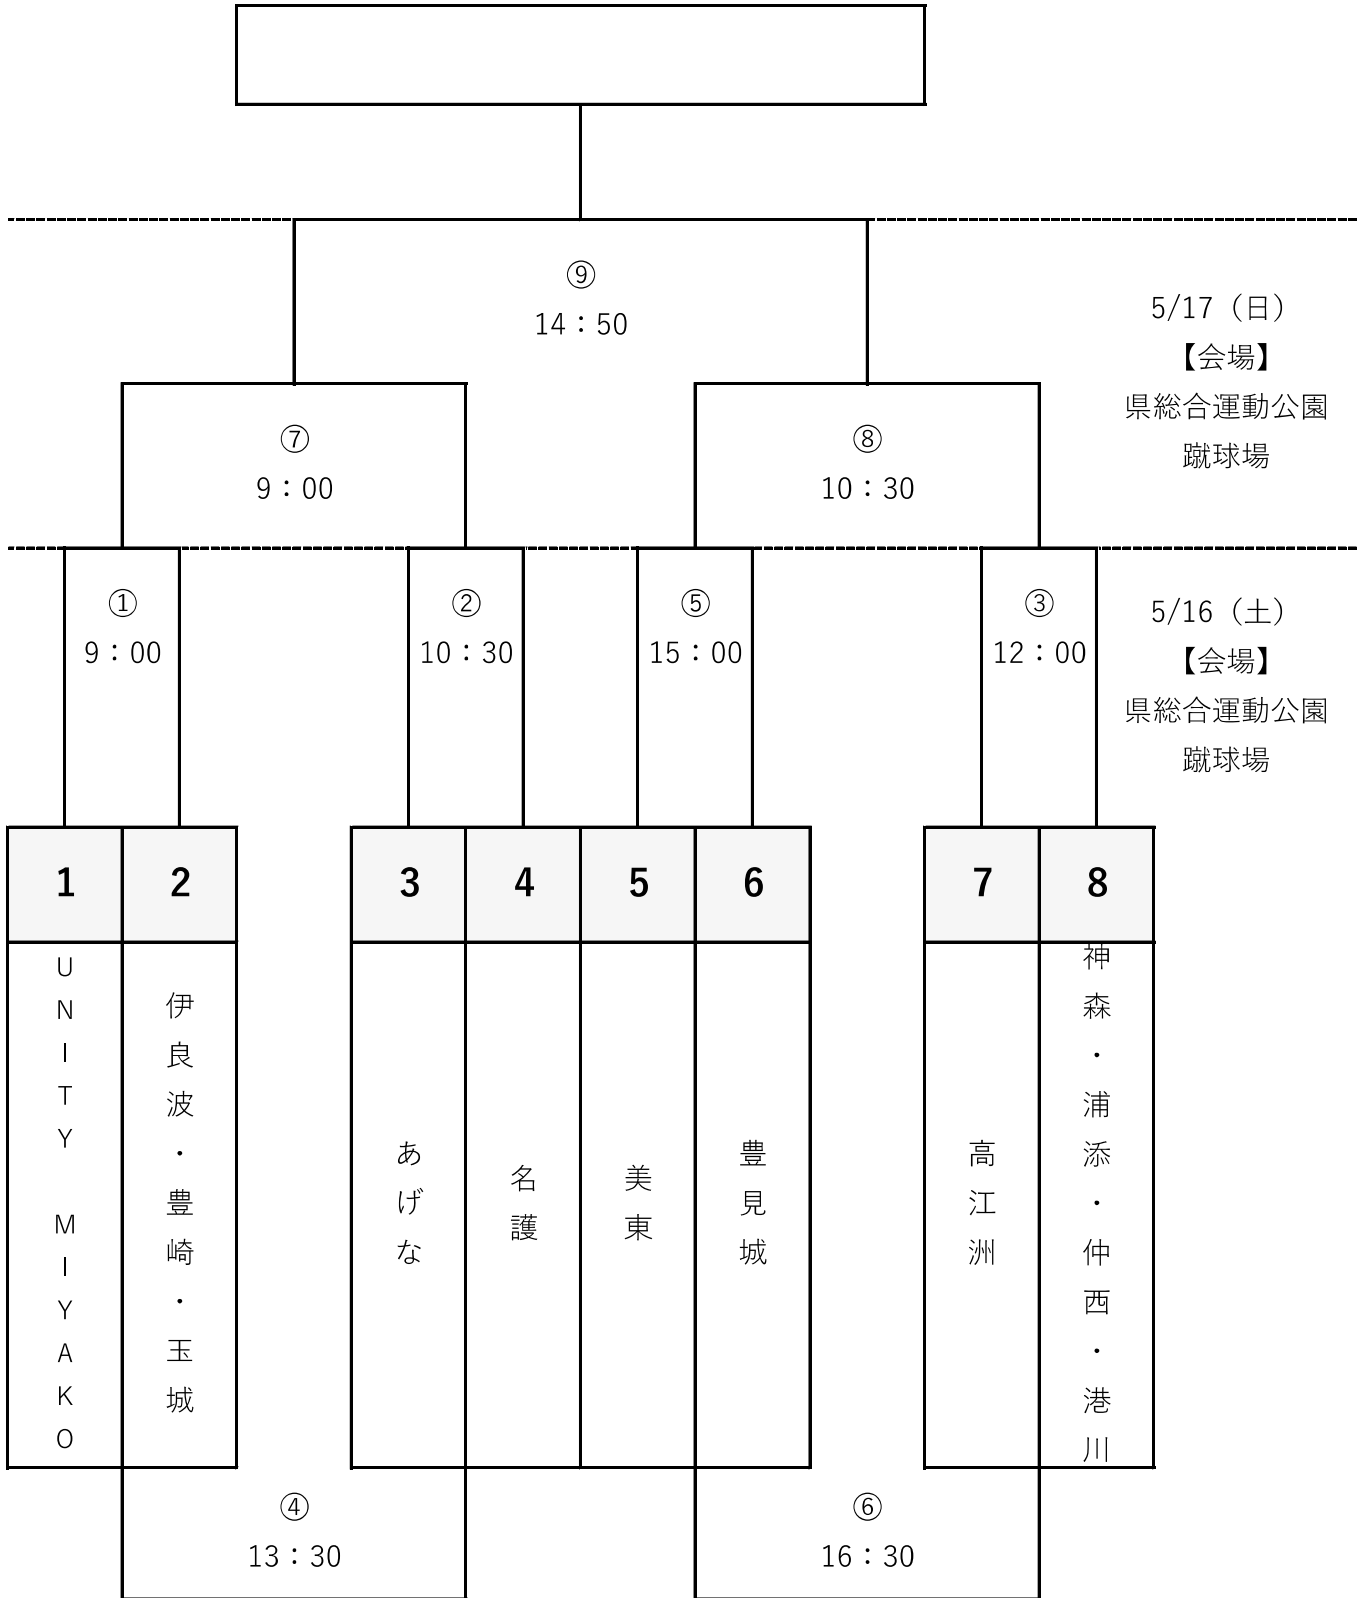 ⑨
14：50
5/17（日）
【会場】
県総合運動公園
蹴球場
⑦
9：00
⑧
10：30
①
9：00
②
10：30
⑤
15：00
③
12：00
5/16（土）
【会場】
県総合運動公園
蹴球場
1
2
3
4
5
6
7
8
UNITY MIYAKO
伊良波・豊崎・玉城
あげな
名護
美東
豊見城
高江洲
神森・浦添・仲西・港川
④
13：30
⑥
16：30